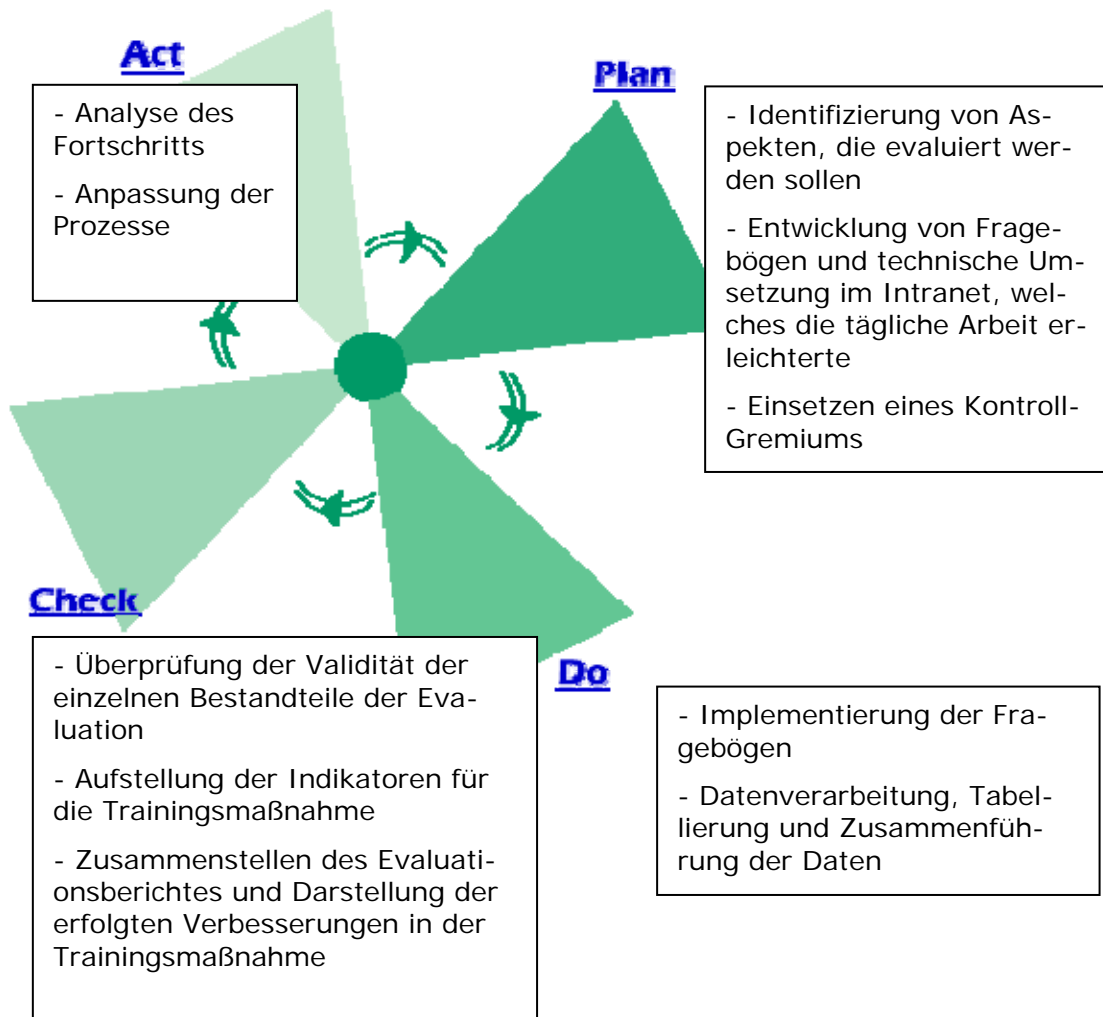 Act
- Analyse des
Fortschritts
- Anpassung der
Prozesse
Plan
- Identifizierung von As-
pekten, die evaluiert wer-
den sollen
- Entwicklung von Frage-
bögen und technische Um-
setzung im Intranet, wel-
ches die tägliche Arbeit er-
leichterte
- Einsetzen eines Kontroll-
Gremiums
Check
- Überprüfung der Validität der
einzelnen Bestandteile der Eva-
luation
- Aufstellung der Indikatoren für
die Trainingsmaßnahme
- Zusammenstellen des Evaluati-
onsberichtes und Darstellung der
erfolgten Verbesserungen in der
Trainingsmaßnahme
Do
- Implementierung der Fra-
gebögen
- Datenverarbeitung, Tabel-
lierung und Zusammenfüh-
rung der Daten